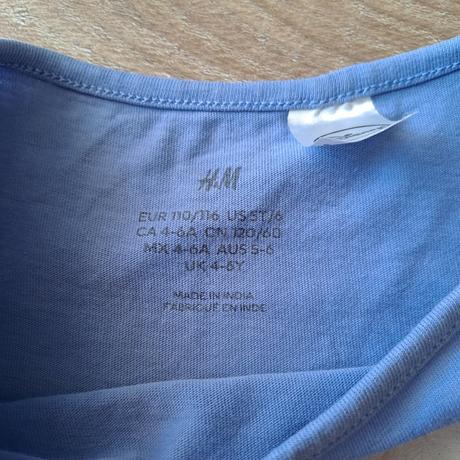 H&M
EUR 110/116 US 5T/6
CA 4-6A CN 120/60
MX 4-6A AUS 5-6
UK 4-6Y
MADE IN INDIA
FABRIQUE EN INDE